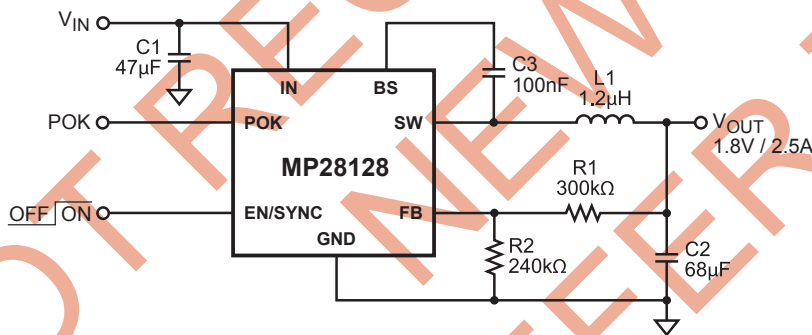 VIN
C1
47µF
IN
BS
C3
100nF
L1
1.2µH
POK
POK
SW
VOUT
1.8V / 2.5A
MP28128
R1
300kΩ
OFF ON
EN/SYNC
FB
GND
R2
240kΩ
C2
68µF
NEW